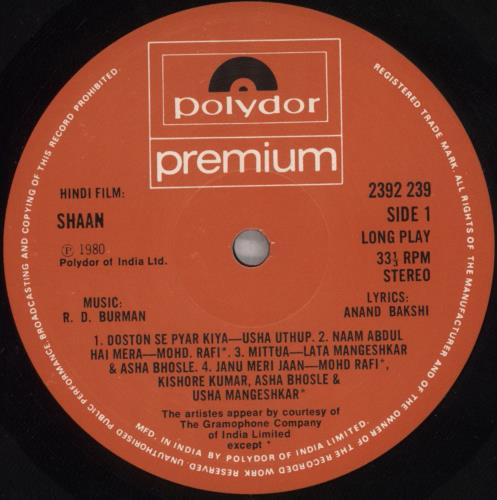 polydor
premium
HINDI FILM:
SHAAN
℗ 1980
Polydor of India Ltd.
2392 239
SIDE 1
LONG PLAY
33⅓ RPM
STEREO
MUSIC:
R. D. BURMAN
LYRICS:
ANAND BAKSHI
1. DOSTON SE PYAR KIYA—USHA UTHUP. 2. NAAM ABDUL
HAI MERA—MOHD. RAFI*. 3. MITTUA—LATA MANGESHKAR
& ASHA BHOSLE. 4. JANU MERI JAAN—MOHD RAFI*,
KISHORE KUMAR, ASHA BHOSLE &
USHA MANGESHKAR*
The artistes appear by courtesy of
The Gramophone Company
of India Limited
except *
MFD. IN INDIA BY POLYDOR OF INDIA LIMITED.
REGISTERED TRADE MARK. ALL RIGHTS OF THE MANUFACTURER AND OF THE OWNER OF THE RECORDED WORK RESERVED UNAUTHORISED PUBLIC PERFORMANCE, BROADCASTING AND COPYING OF THIS RECORD PROHIBITED.